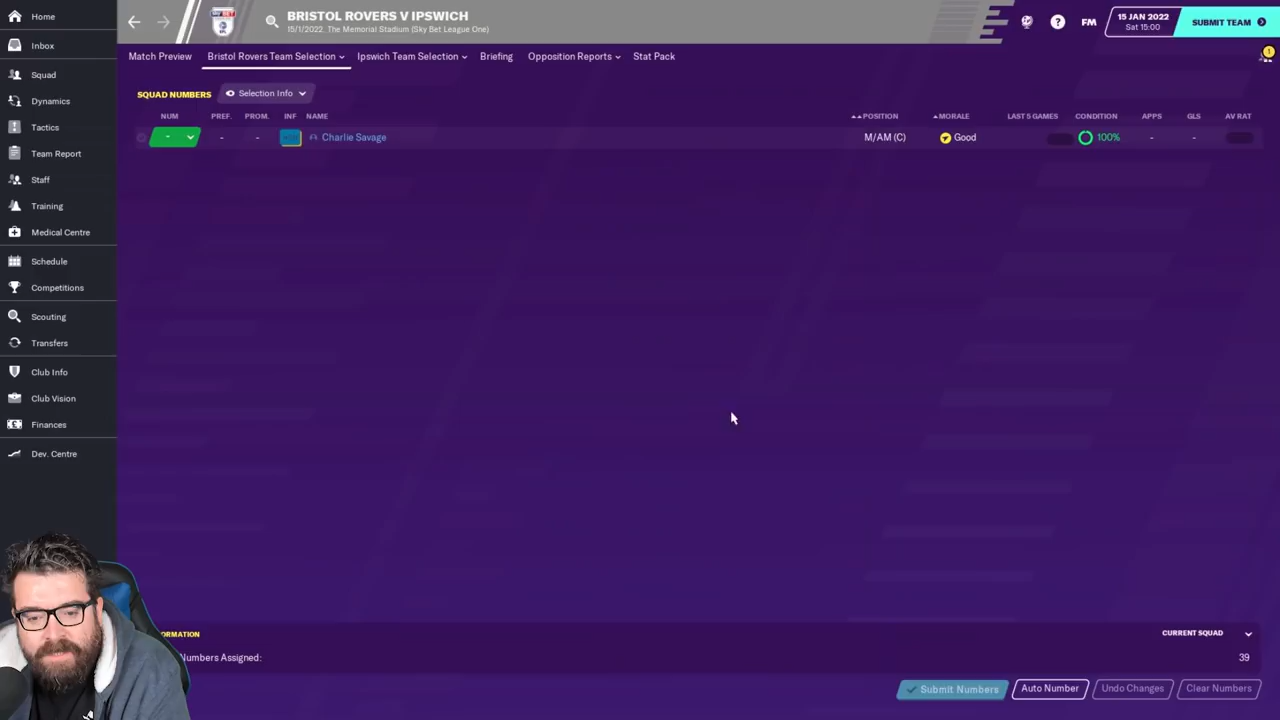 Home
Inbox
Squad
Dynamics
Tactics
Team Report
Staff
Training
Medical Centre
Schedule
Competitions
Scouting
Transfers
Club Info
Club Vision
Finances
Dev. Centre
BRISTOL ROVERS V IPSWICH
15/1/2022, The Memorial Stadium (Sky Bet League One)
FM
15 JAN 2022
Sat 15:00
SUBMIT TEAM
Match Preview
Bristol Rovers Team Selection
Ipswich Team Selection
Briefing
Opposition Reports
Stat Pack
1
SQUAD NUMBERS
Selection Info
NUM PREF. PROM. INF NAME POSITION MORALE LAST 5 GAMES CONDITION APPS GLS AV RAT
- - - Charlie Savage M/AM (C) Good 100% - -
ORMATION
CURRENT SQUAD
Numbers Assigned: 39
Submit Numbers
Auto Number
Undo Changes
Clear Numbers